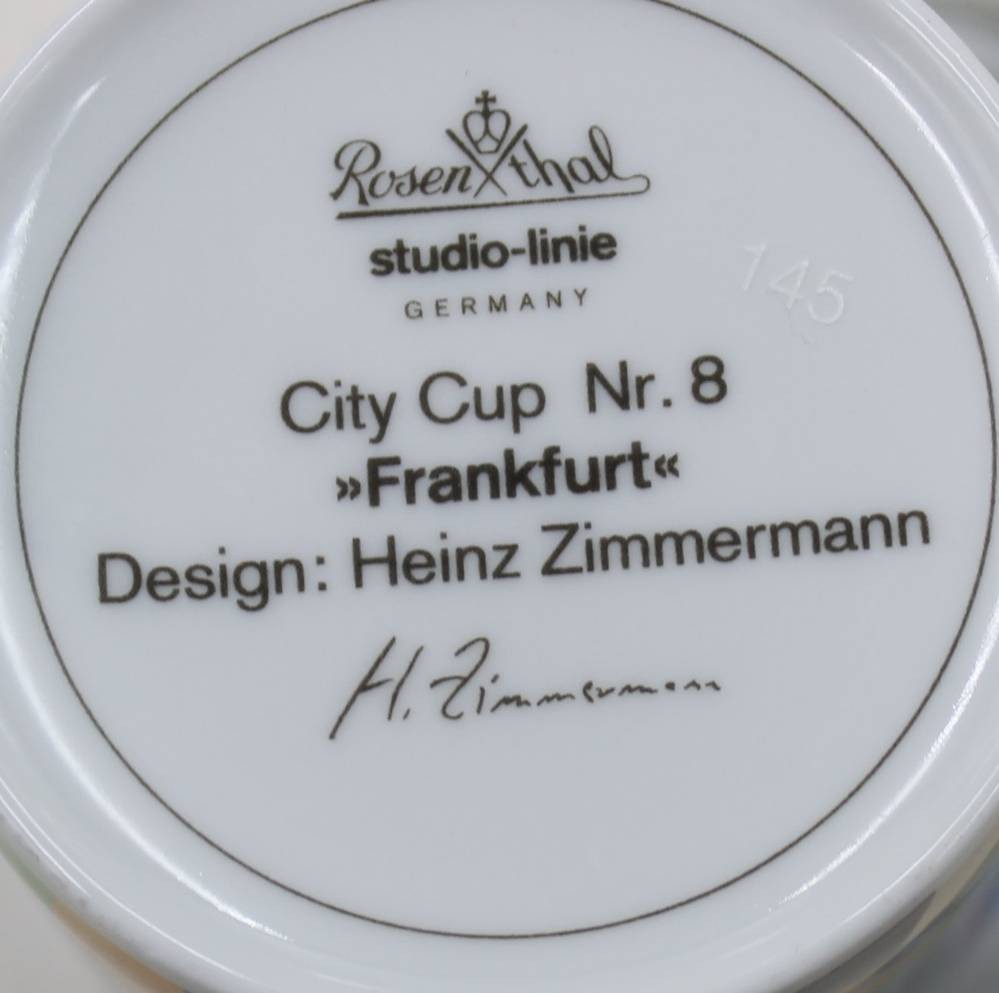 Rosenthal
studio-linie
GERMANY
145
City Cup Nr. 8
»Frankfurt«
Design: Heinz Zimmermann
H. Zimmermann